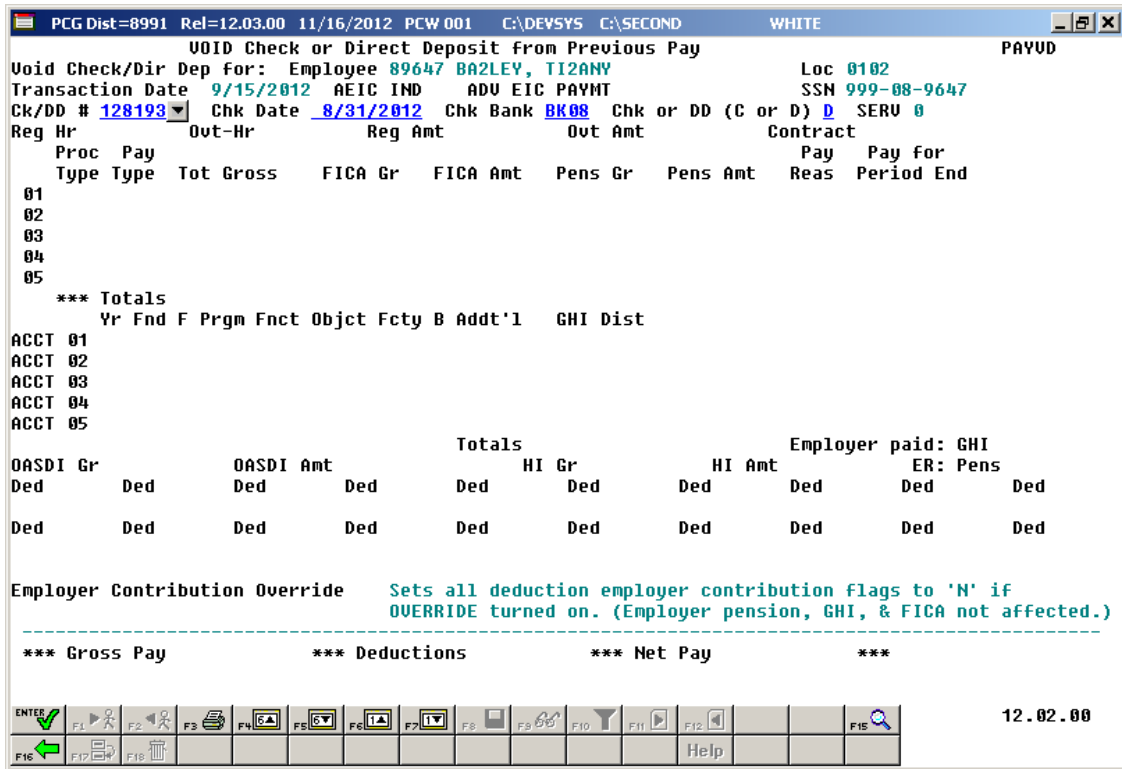 PCG Dist=8991 Rel=12.03.00 11/16/2012 PCW 001 C:\DEVSYS C:\SECOND WHITE
VOID Check or Direct Deposit from Previous Pay PAYVD
Void Check/Dir Dep for: Employee 89647 BA2LEY, TI2ANY Loc 0102
Transaction Date 9/15/2012 AEIC IND ADV EIC PAYMT SSN 999-08-9647
Ck/DD # 128193 Chk Date 8/31/2012 Chk Bank BK08 Chk or DD (C or D) D SERV 0
Reg Hr Ovt-Hr Reg Amt Ovt Amt Contract
Proc Pay Pay Pay for
Type Type Tot Gross FICA Gr FICA Amt Pens Gr Pens Amt Reas Period End
01
02
03
04
05
*** Totals
Yr Fnd F Prgm Fnct Objct Fcty B Addt'l GHI Dist
ACCT 01
ACCT 02
ACCT 03
ACCT 04
ACCT 05
Totals Employer paid: GHI
OASDI Gr OASDI Amt HI Gr HI Amt ER: Pens
Ded Ded Ded Ded Ded Ded Ded Ded Ded Ded
Ded Ded Ded Ded Ded Ded Ded Ded Ded Ded
Employer Contribution Override Sets all deduction employer contribution flags to 'N' if
OVERRIDE turned on. (Employer pension, GHI, & FICA not affected.)
*** Gross Pay *** Deductions *** Net Pay ***
ENTER F1 F2 F3 F4 6 F5 6 F6 1 F7 1 F8 F9 F10 F11 F12 F15 12.02.00
F16 F17 F18 Help